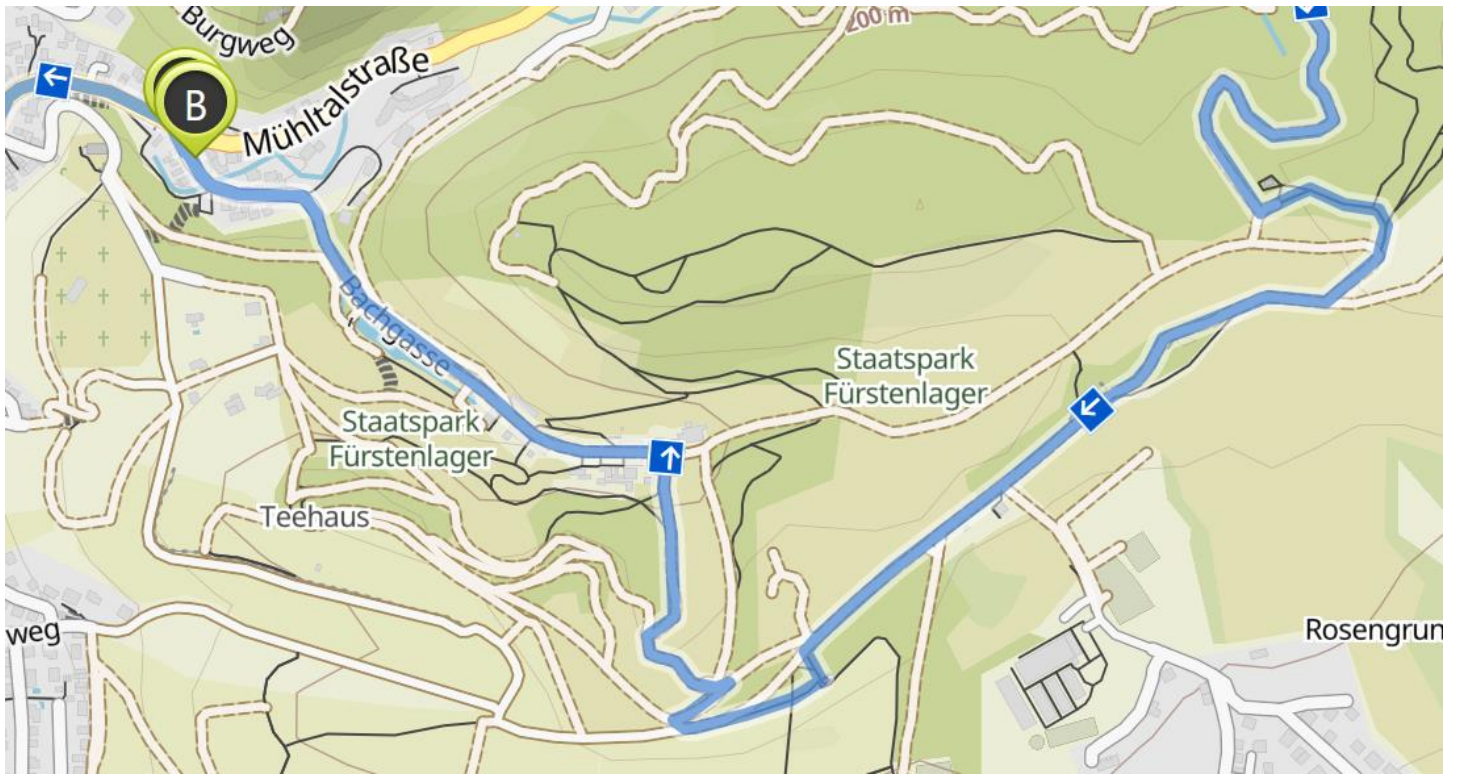 Burgweg
200 m
B
Mühltalstraße
Bachgasse
Staatspark
Fürstenlager
Staatspark
Fürstenlager
Teehaus
weg
Rosengrun